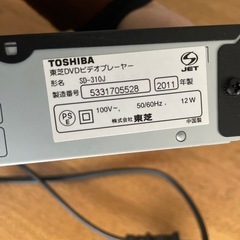 TOSHIBA
東芝DVDビデオプレーヤー
形名 SD-310J
製造番号 5331705528 2011 年製
JET
PS
E
100V~, 50/60Hz, 12W
株式会社 東芝
中国製